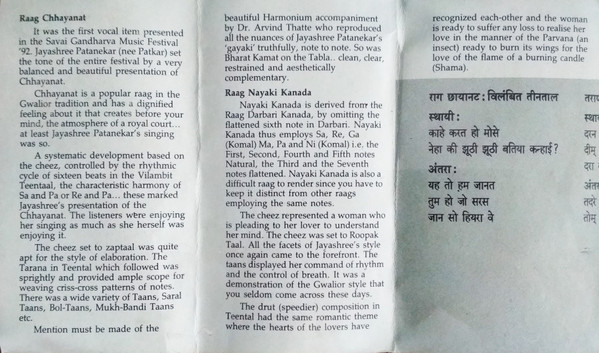 Raag Chhayanat
It was the first vocal item presented
in the Savai Gandharva Music Festival
'92. Jayashree Patanekar (nee Patkar) set
the tone of the entire festival by a very
balanced and beautiful presentation of
Chhayanat.
Chhayanat is a popular raag in the
Gwalior tradition and has a dignified
feeling about it that creates before your
mind, the atmosphere of a royal court...
at least Jayashree Patanekar's singing
was so.
A systematic development based on
the cheez, controlled by the rhythmic
cycle of sixteen beats in the Vilambit
Teentaal, the characteristic harmony of
Sa and Pa or Re and Pa... these marked
Jayashree's presentation of the
Chhayanat. The listeners were enjoying
her singing as much as she herself was
enjoying it.
The cheez set to zaptaal was quite
apt for the style of elaboration. The
Tarana in Teental which followed was
sprightly and provided ample scope for
weaving criss-cross patterns of notes.
There was a wide variety of Taans, Saral
Taans, Bol-Taans, Mukh-Bandi Taans
etc.
Mention must be made of the
beautiful Harmonium accompaniment
by Dr. Arvind Thatte who reproduced
all the nuances of Jayashree Patanekar's
'gayaki' truthfully, note to note. So was
Bharat Kamat on the Tabla.. clean, clear,
restrained and aesthetically
complementary.
Raag Nayaki Kanada
Nayaki Kanada is derived from the
Raag Darbari Kanada, by omitting the
flattened sixth note in Darbari. Nayaki
Kanada thus employs Sa, Re, Ga
(Komal) Ma, Pa and Ni (Komal) i.e. the
First, Second, Fourth and Fifth notes
Natural, the Third and the Seventh
notes flattened. Nayaki Kanada is also a
difficult raag to render since you have to
keep it distinct from other raags
employing the same notes.
The cheez represented a woman who
is pleading to her lover to understand
her mind. The cheez was set to Roopak
Taal. All the facets of Jayashree's style
once again came to the forefront. The
taans displayed her command of rhythm
and the control of breath. It was a
demonstration of the Gwalior style that
you seldom come across these days.
The drut (speedier) composition in
Teental had the same romantic theme
where the hearts of the lovers have
recognized each-other and the woman
is ready to suffer any loss to realise her
love in the manner of the Parvana (an
insect) ready to burn its wings for the
love of the flame of a burning candle
(Shama).
राग छायानट : विलंबित तीनताल
स्थायी :
काहे करत हो मोसे
नेहा की झूठी झूठी बतिया कन्हाई?
अंतरा :
यह तो हम जानत
तुम हो जो सरस
जान सो हियरा वे